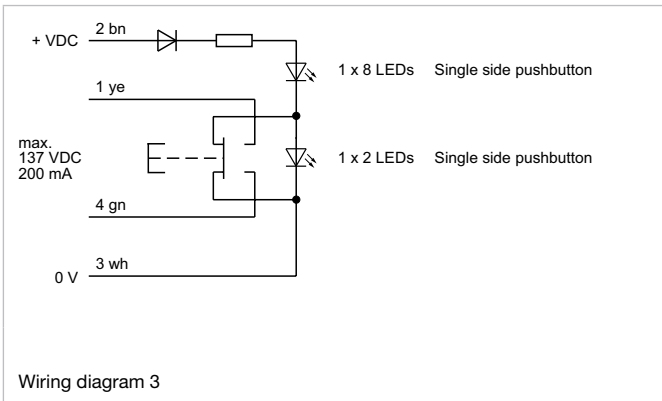 + VDC 2 bn
1 x 8 LEDs Single side pushbutton
1 ye
max.
137 VDC
200 mA
1 x 2 LEDs Single side pushbutton
4 gn
0 V 3 wh
Wiring diagram 3